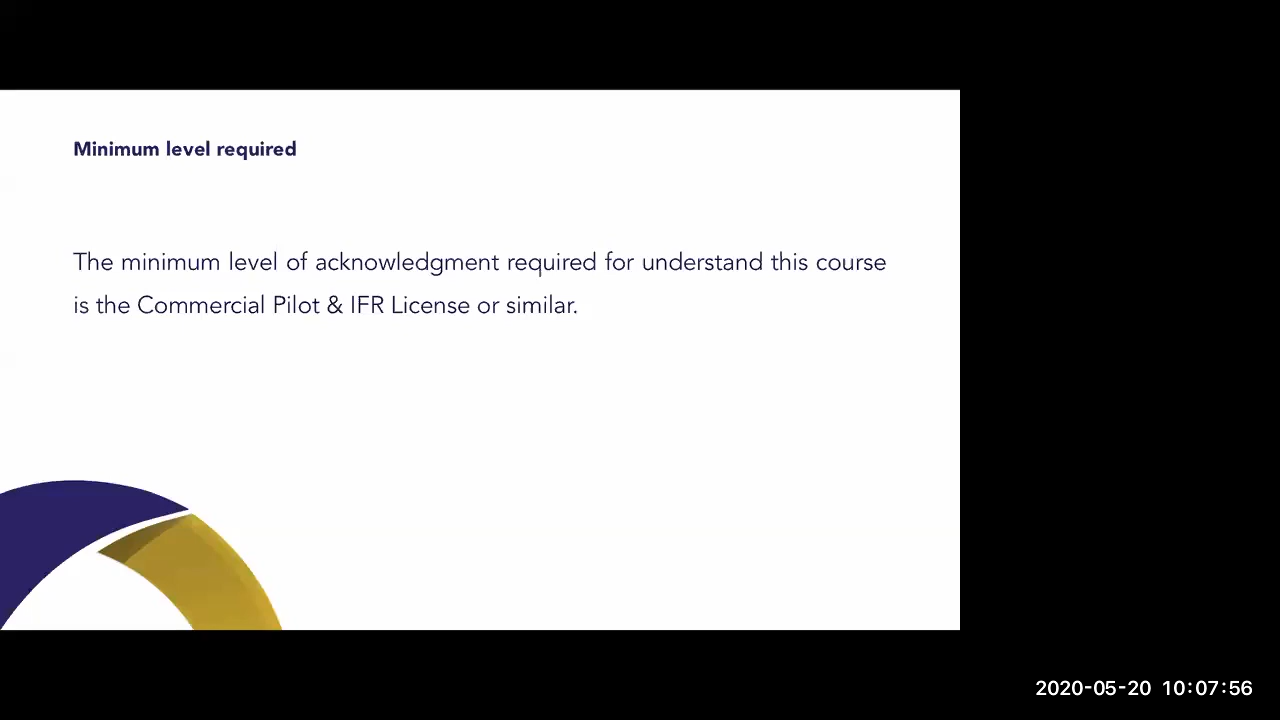 Minimum level required
The minimum level of acknowledgment required for understand this course
is the Commercial Pilot & IFR License or similar.
2020-05-20 10:07:56